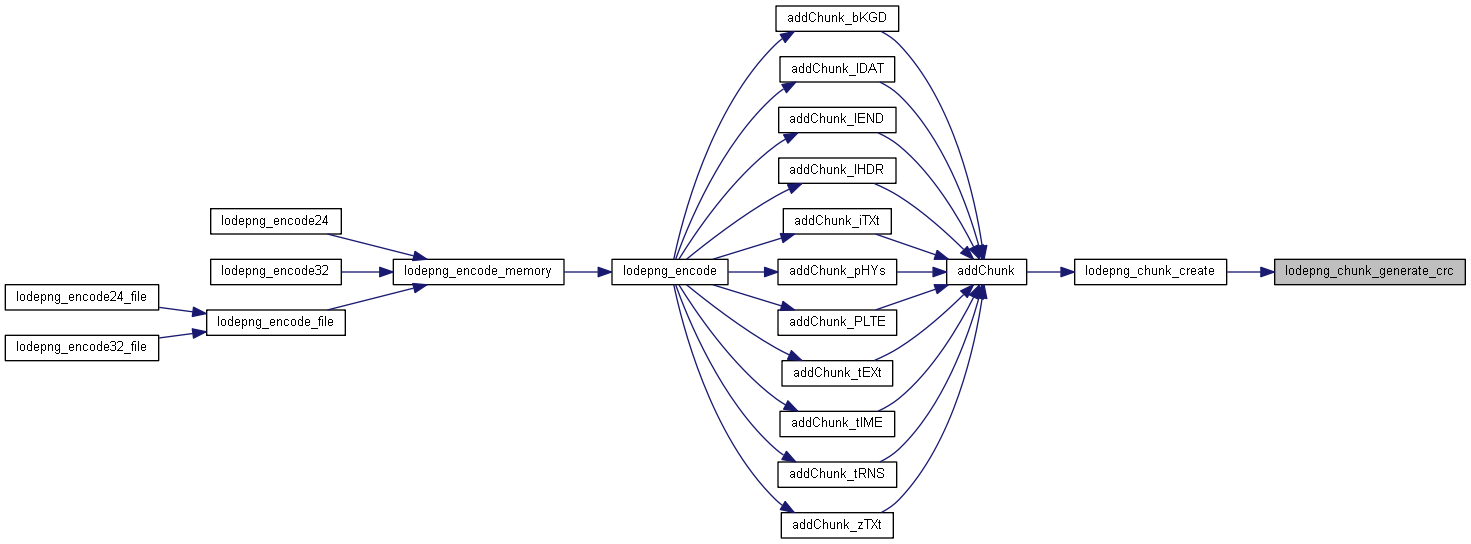 addChunk_bKGD
addChunk_IDAT
addChunk_IEND
addChunk_IHDR
lodepng_encode24
addChunk_iTXt
lodepng_encode32
lodepng_encode_memory
lodepng_encode
addChunk_pHYs
addChunk
lodepng_chunk_create
lodepng_chunk_generate_crc
lodepng_encode24_file
lodepng_encode_file
addChunk_PLTE
lodepng_encode32_file
addChunk_tEXt
addChunk_tIME
addChunk_tRNS
addChunk_zTXt